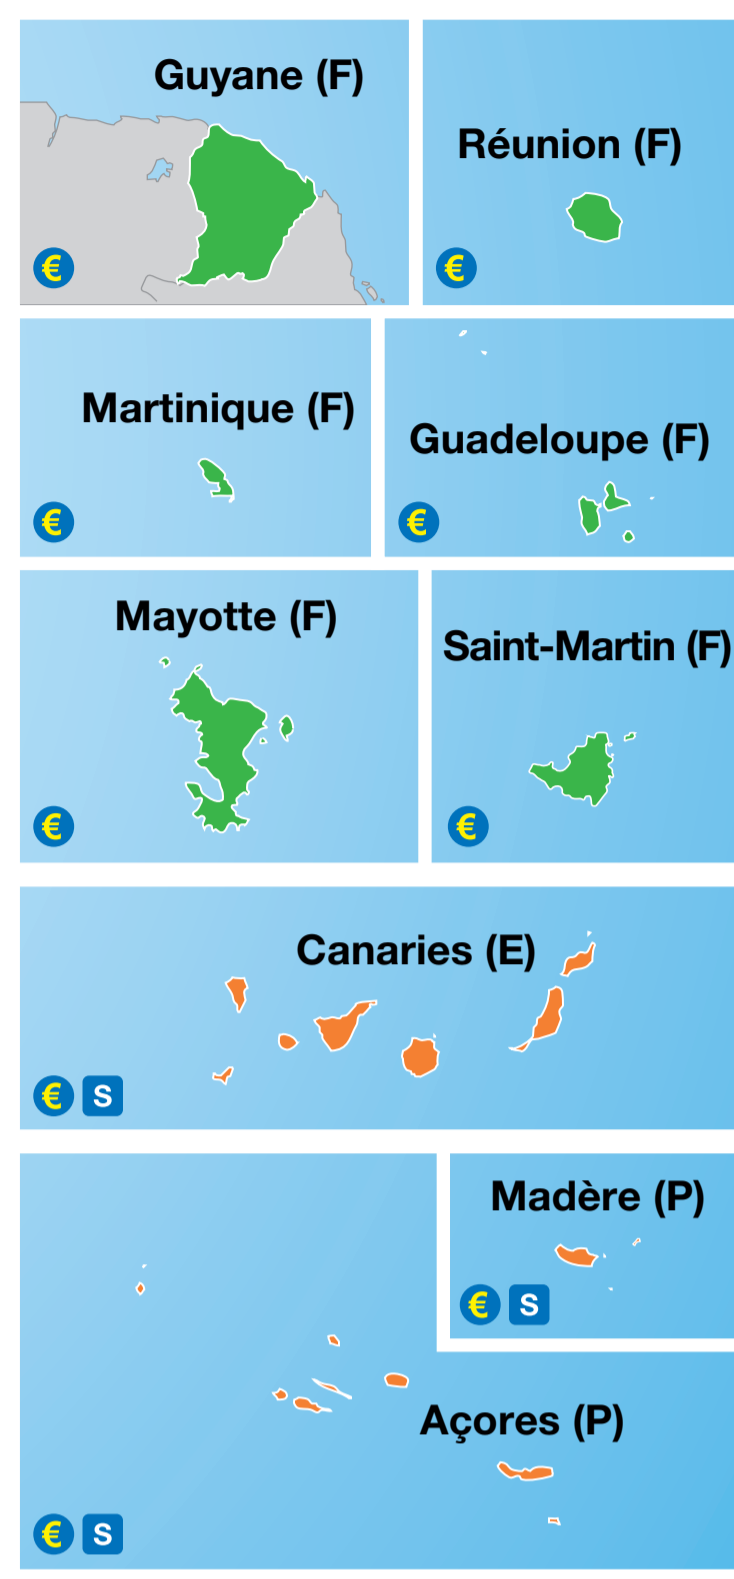 Guyane (F)
€
Réunion (F)
€
Martinique (F)
€
Guadeloupe (F)
€
Mayotte (F)
€
Saint-Martin (F)
€
Canaries (E)
€ S
Madère (P)
€ S
Açores (P)
€ S